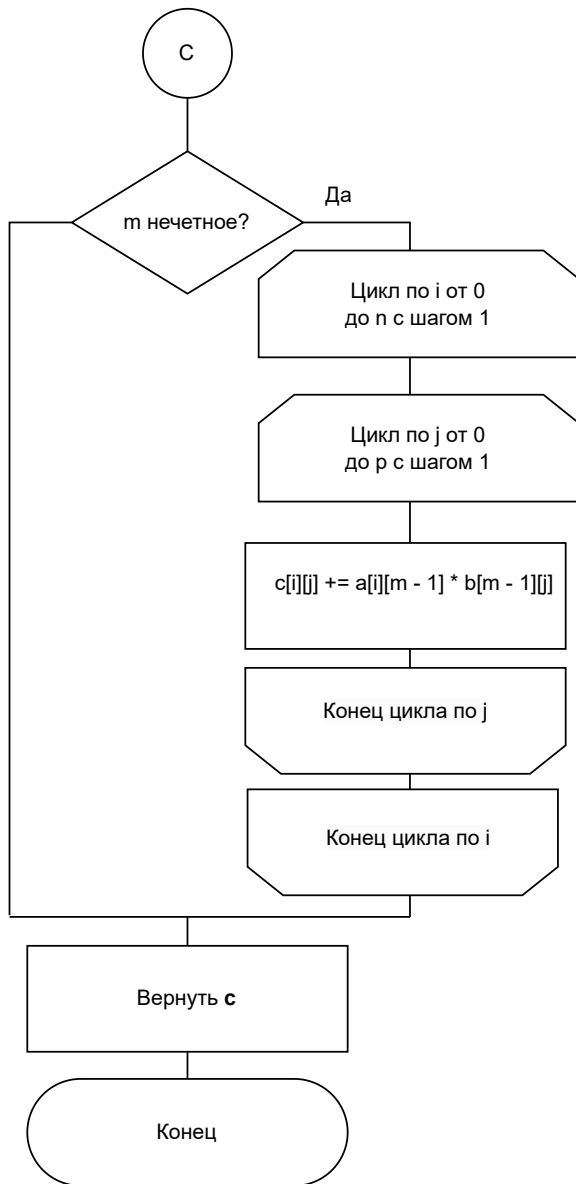 С
m нечетное?
Да
Цикл по i от 0
до n с шагом 1
Цикл по j от 0
до p с шагом 1
c[i][j] += a[i][m - 1] * b[m - 1][j]
Конец цикла по j
Конец цикла по i
Вернуть c
Конец